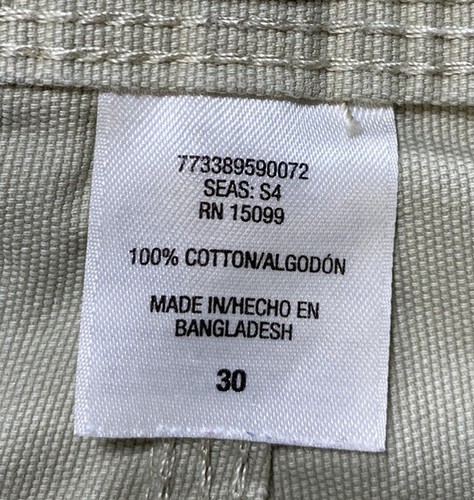 773389590072
SEAS: S4
RN 15099
100% COTTON/ALGODÓN
MADE IN/HECHO EN
BANGLADESH
30